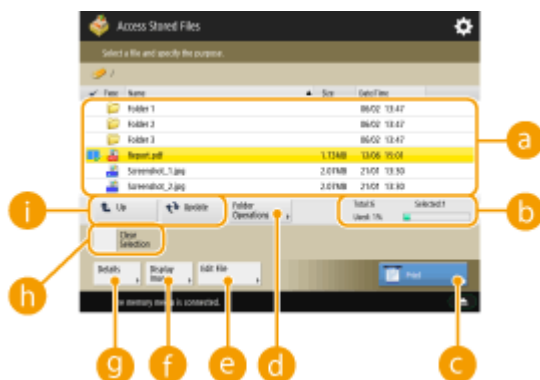 Access Stored Files
Select a file and specify the purpose.
/
Type Name ▲ Size Date/Time
Folder 1 06/02 13:47
Folder 2 06/02 13:47
Folder 3 06/02 13:47
Report.pdf 1.73MB 13/06 15:01
Screenshot_1.jpg 2.07MB 21/01 13:30
Screenshot_2.jpg 2.07MB 21/01 13:30
a
i
Up
Update
Folder
Operations
Total:6 Selected:1
Used: 1%
b
Clear
Selection
h
Details
Display
Edit File
Print
memory media is connected.
g
f
e
d
c